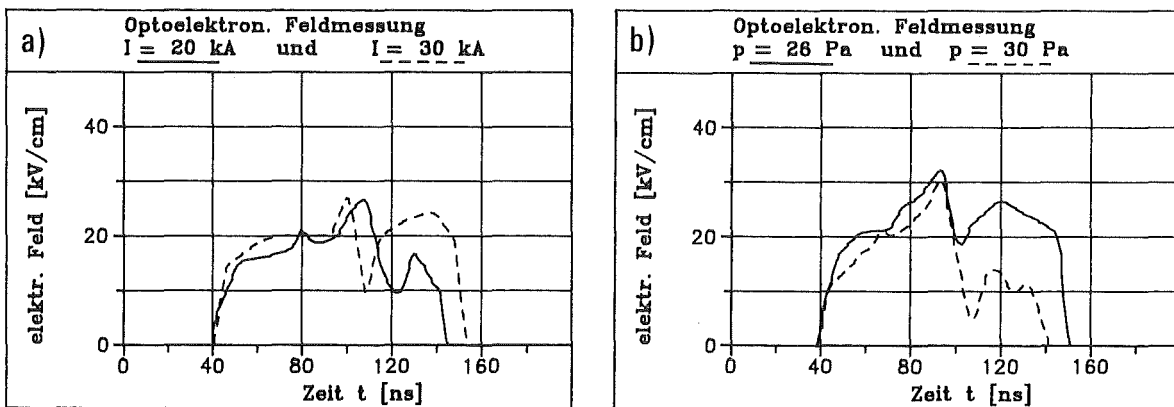 a)
Optoelektron. Feldmessung
I = 20 kA und I = 30 kA
elektr. Feld [kV/cm]
40
20
0
0 40 80 120 160
Zeit t [ns]
b)
Optoelektron. Feldmessung
p = 26 Pa und p = 30 Pa
elektr. Feld [kV/cm]
40
20
0
0 40 80 120 160
Zeit t [ns]